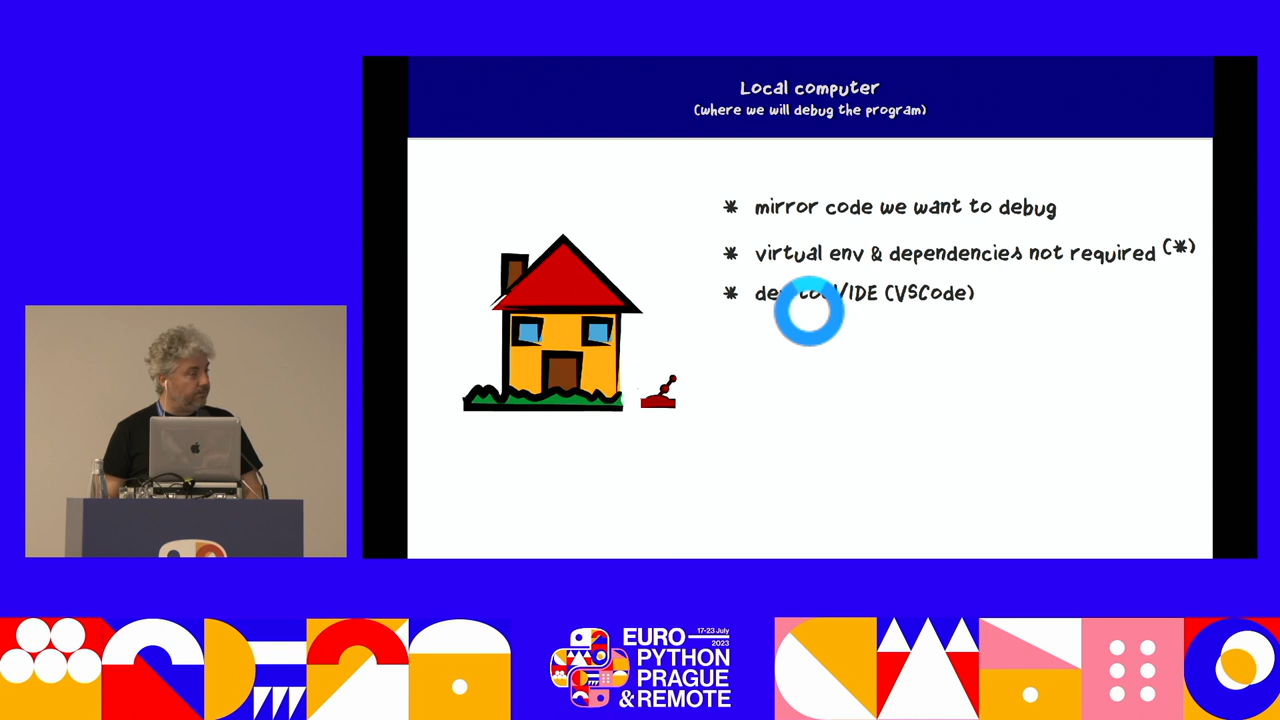 Local computer
(where we will debug the program)
* mirror code we want to debug
* virtual env & dependencies not required (*)
* /IDE (VSCode)
EURO 17-23 July
2023
PYTHON
PRAGUE
& REMOTE